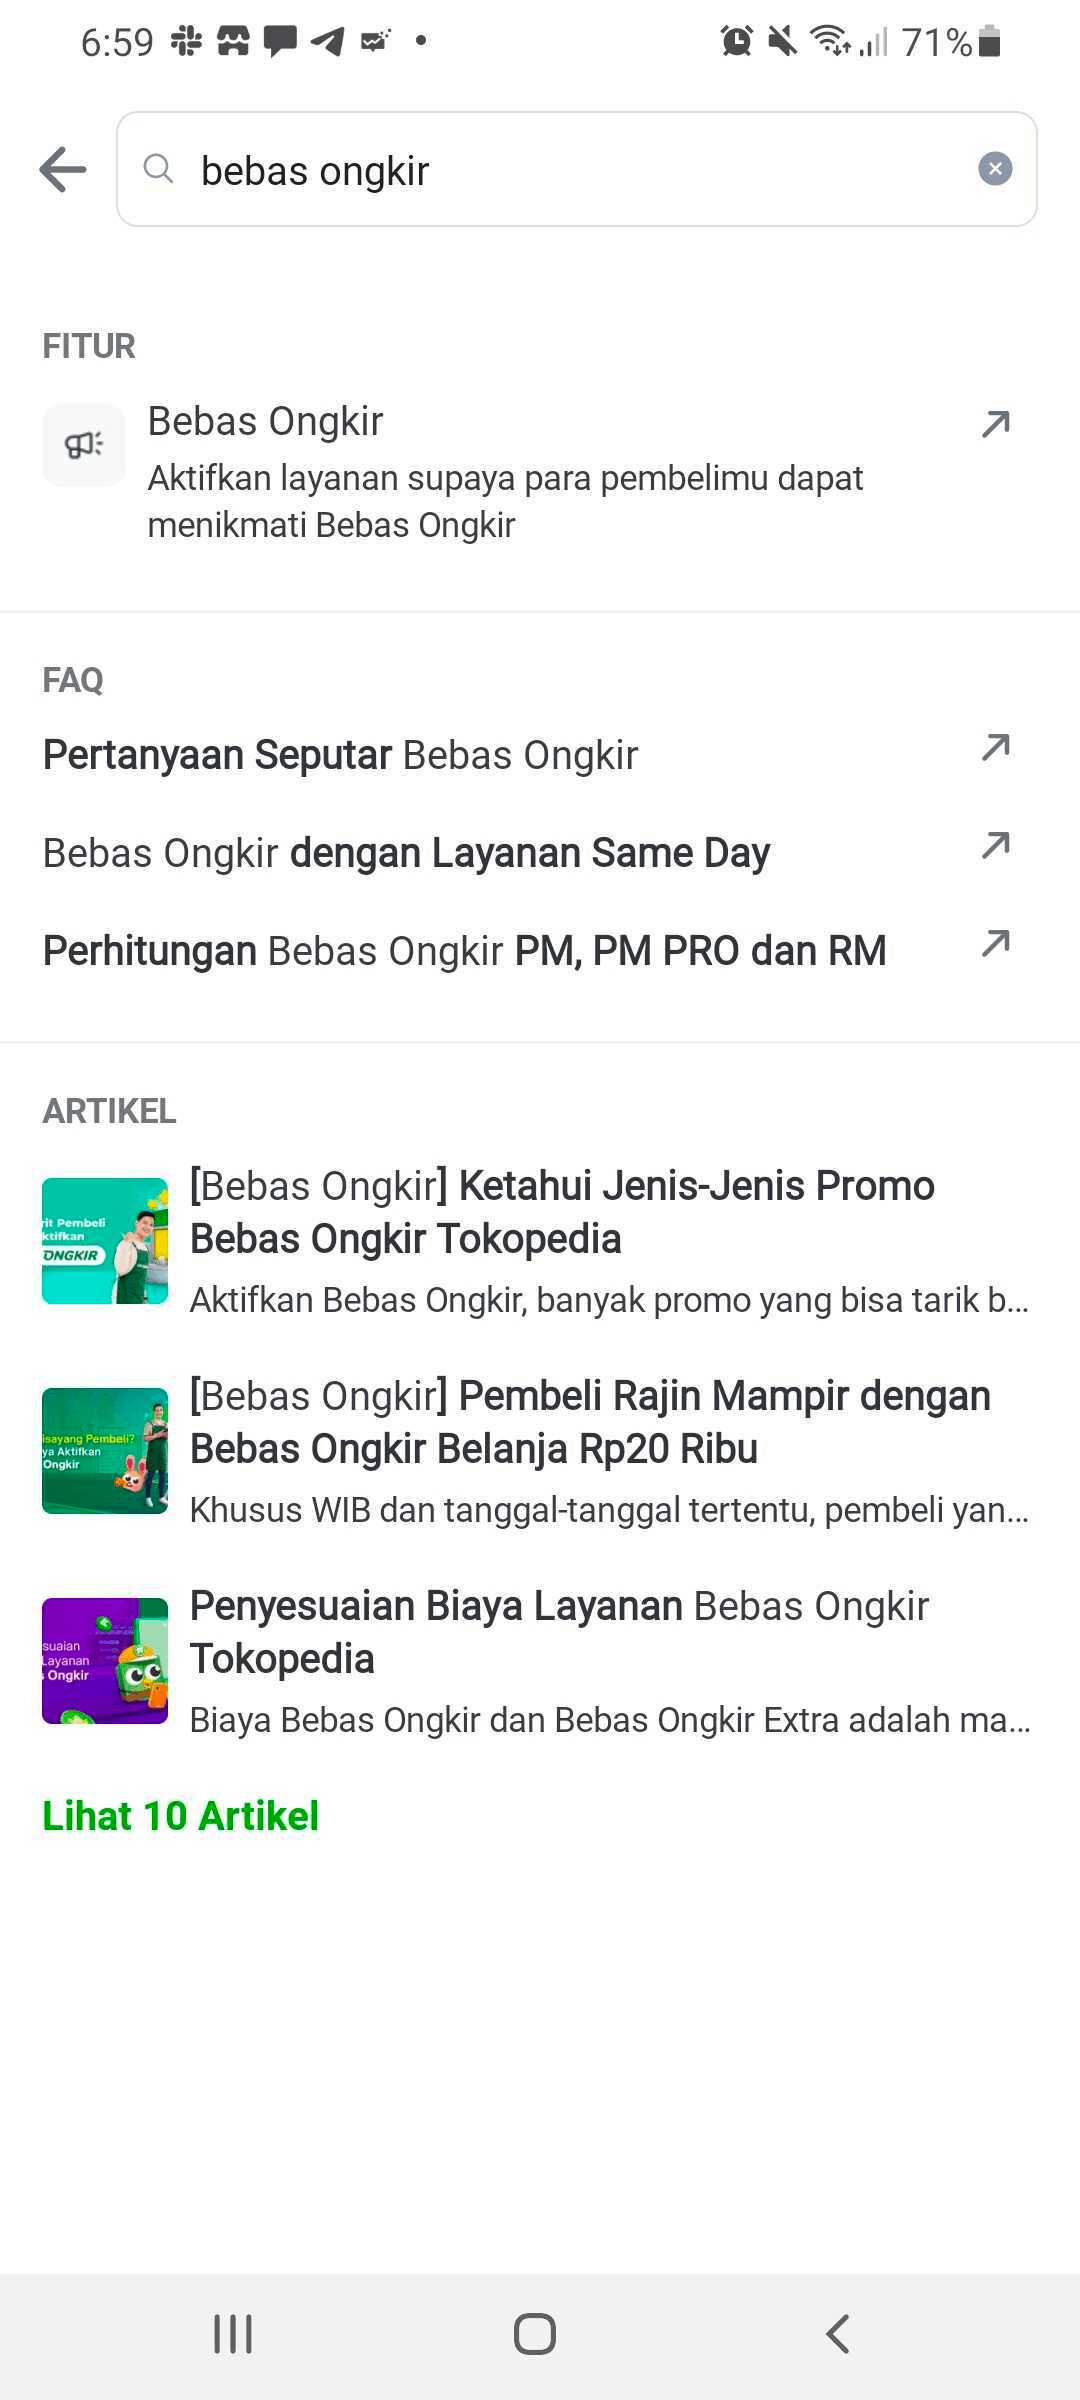 6:59
71%
bebas ongkir
FITUR
Bebas Ongkir
Aktifkan layanan supaya para pembelimu dapat
menikmati Bebas Ongkir
FAQ
Pertanyaan Seputar Bebas Ongkir
Bebas Ongkir dengan Layanan Same Day
Perhitungan Bebas Ongkir PM, PM PRO dan RM
ARTIKEL
rit Pembeli
ktifkan
ONGKIR
[Bebas Ongkir] Ketahui Jenis-Jenis Promo
Bebas Ongkir Tokopedia
Aktifkan Bebas Ongkir, banyak promo yang bisa tarik b...
isayang Pembeli?
ya Aktifkan
Ongkir
[Bebas Ongkir] Pembeli Rajin Mampir dengan
Bebas Ongkir Belanja Rp20 Ribu
Khusus WIB dan tanggal-tanggal tertentu, pembeli yan...
suaian
Layanan
Ongkir
Penyesuaian Biaya Layanan Bebas Ongkir
Tokopedia
Biaya Bebas Ongkir dan Bebas Ongkir Extra adalah ma...
Lihat 10 Artikel